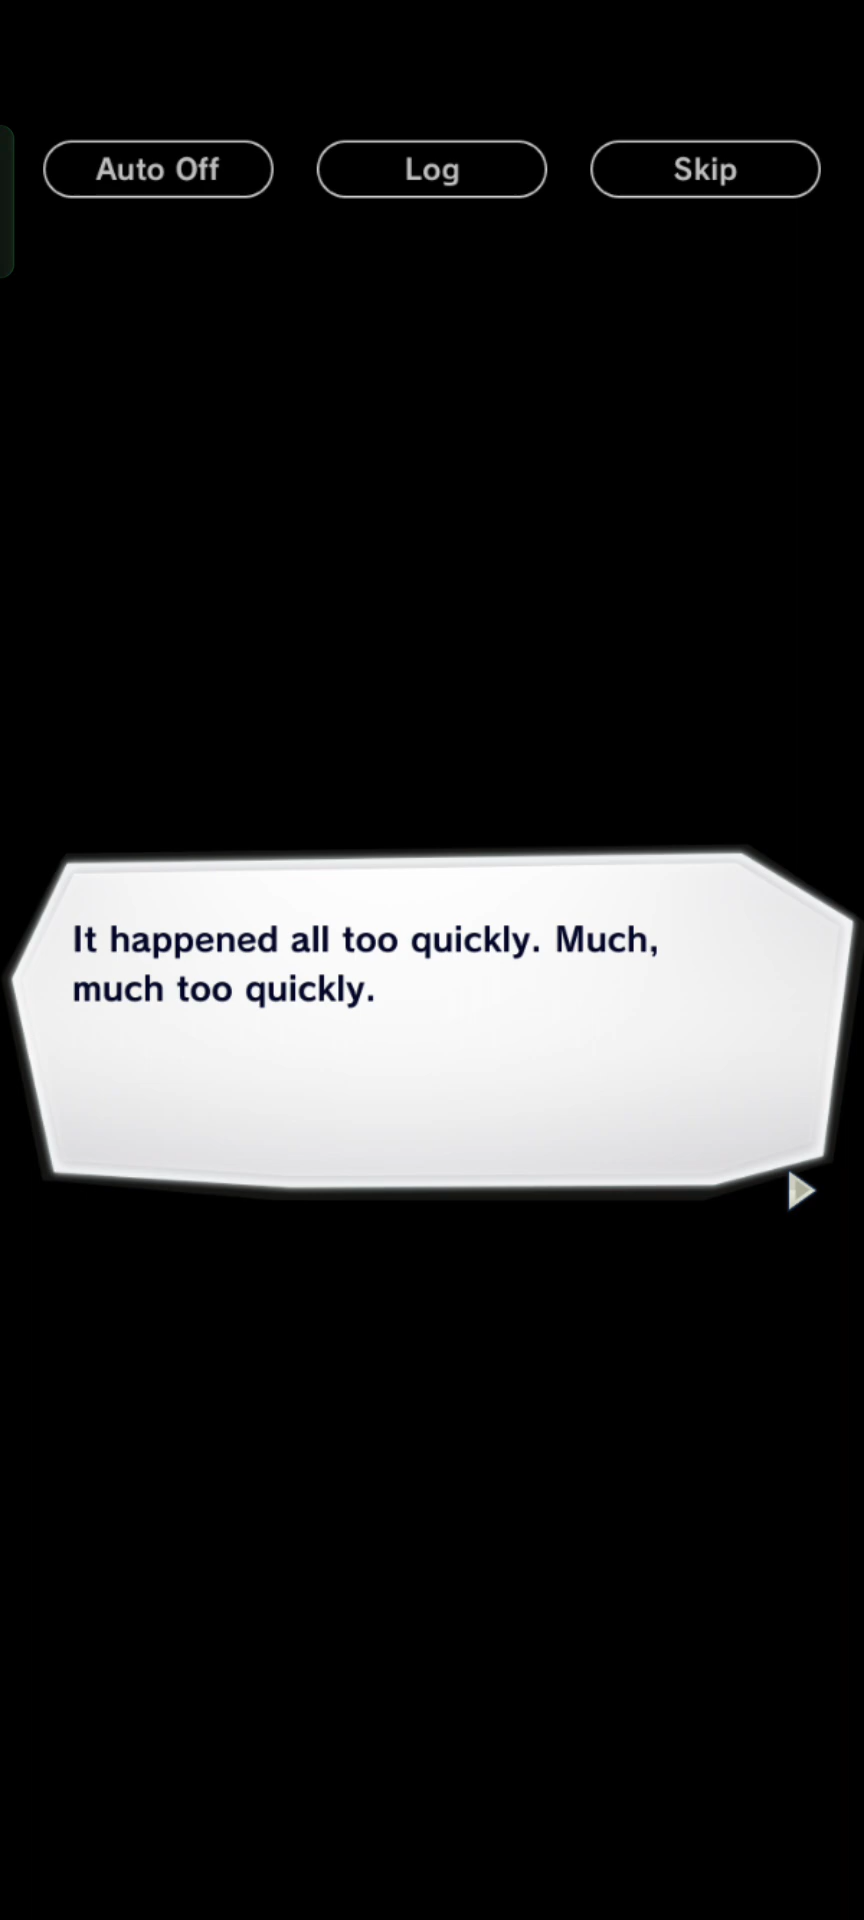 Auto Off
Log
Skip
It happened all too quickly. Much,
much too quickly.